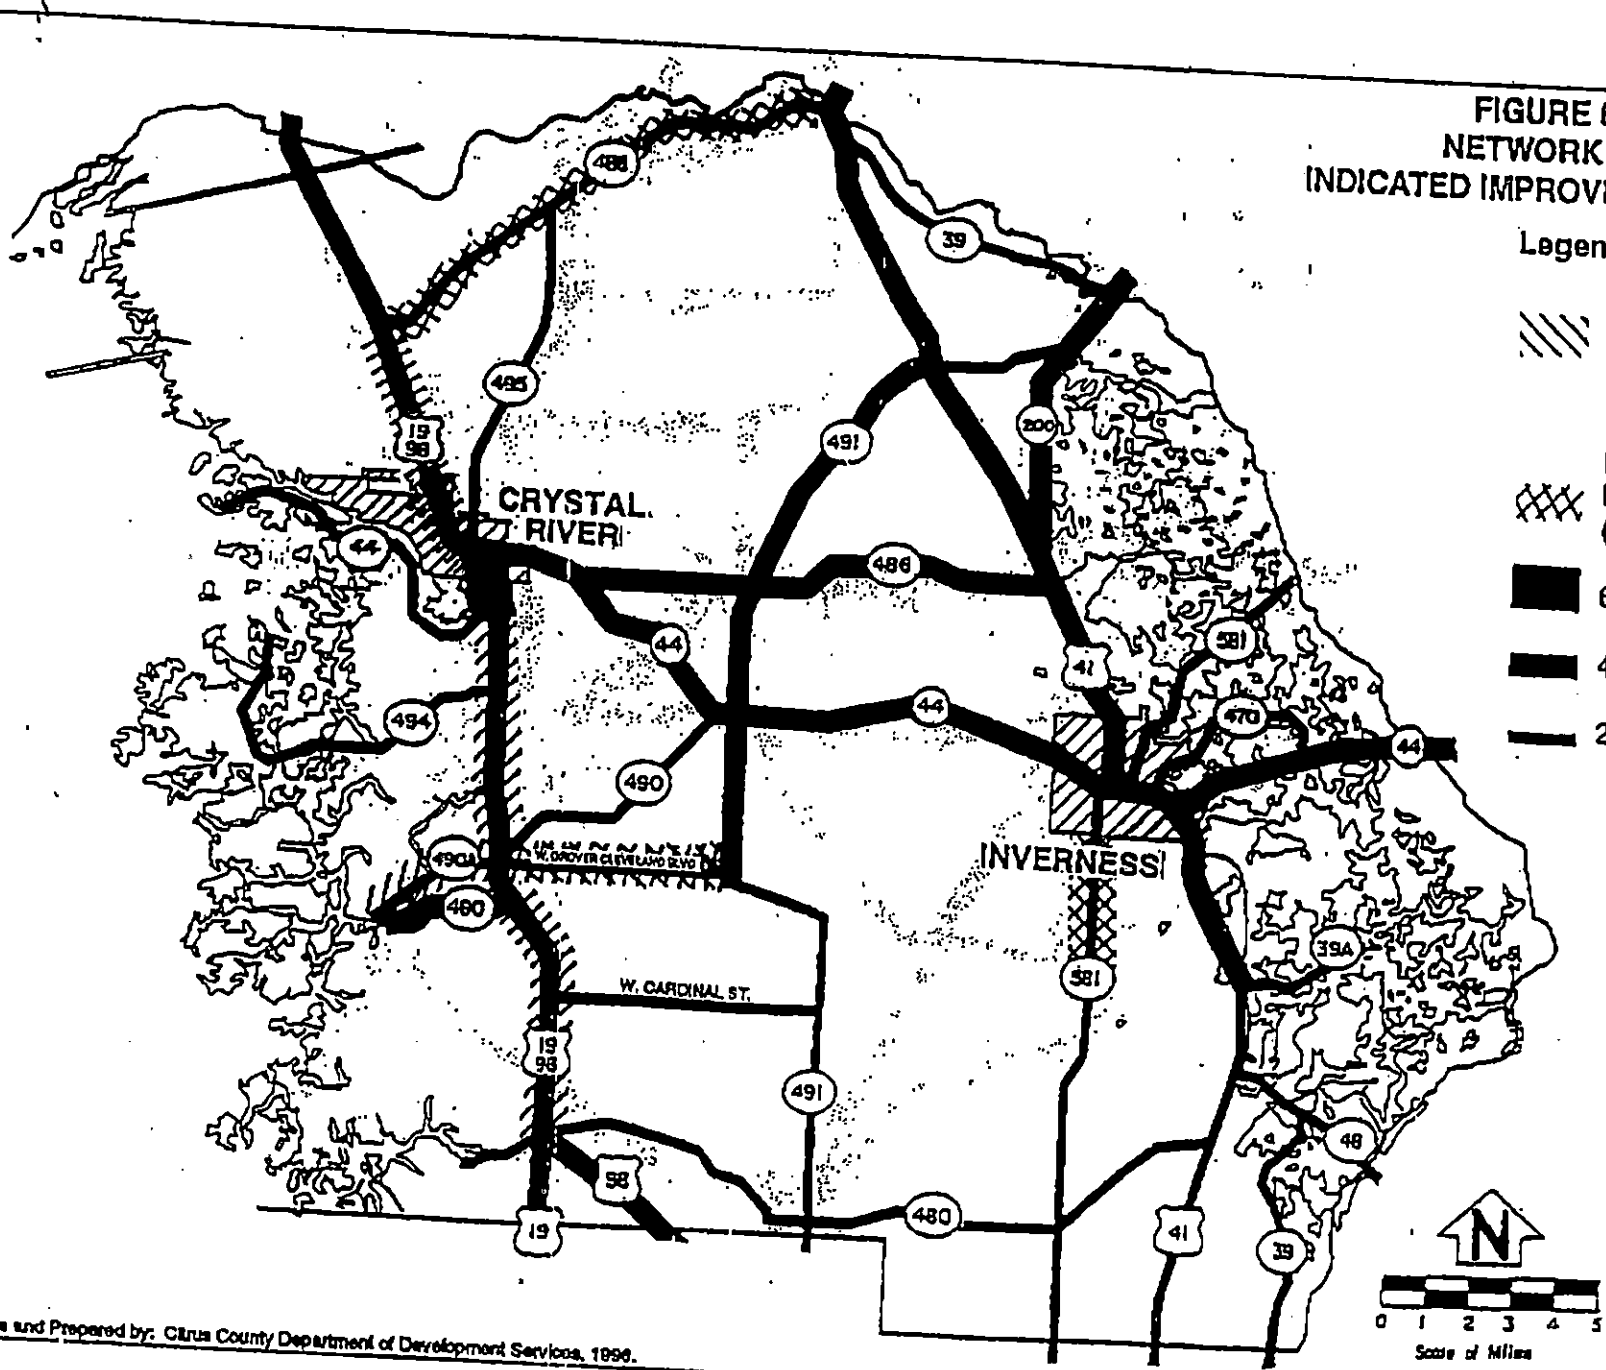 FIGURE
NETWORK
INDICATED IMPROV
Legen
488
39
495
19
98
491
200
CRYSTAL
RIVER
44
486
44
581
41
494
44
470
44
490
W. GROVER CLEVELAND BLVD
490A
INVERNESS
480
39A
581
W. CARDINAL ST.
19
98
491
48
98
480
19
41
39
N
0 1 2 3 4 5
Scale of Miles
and Prepared by: Citrus County Department of Development Services, 1996.